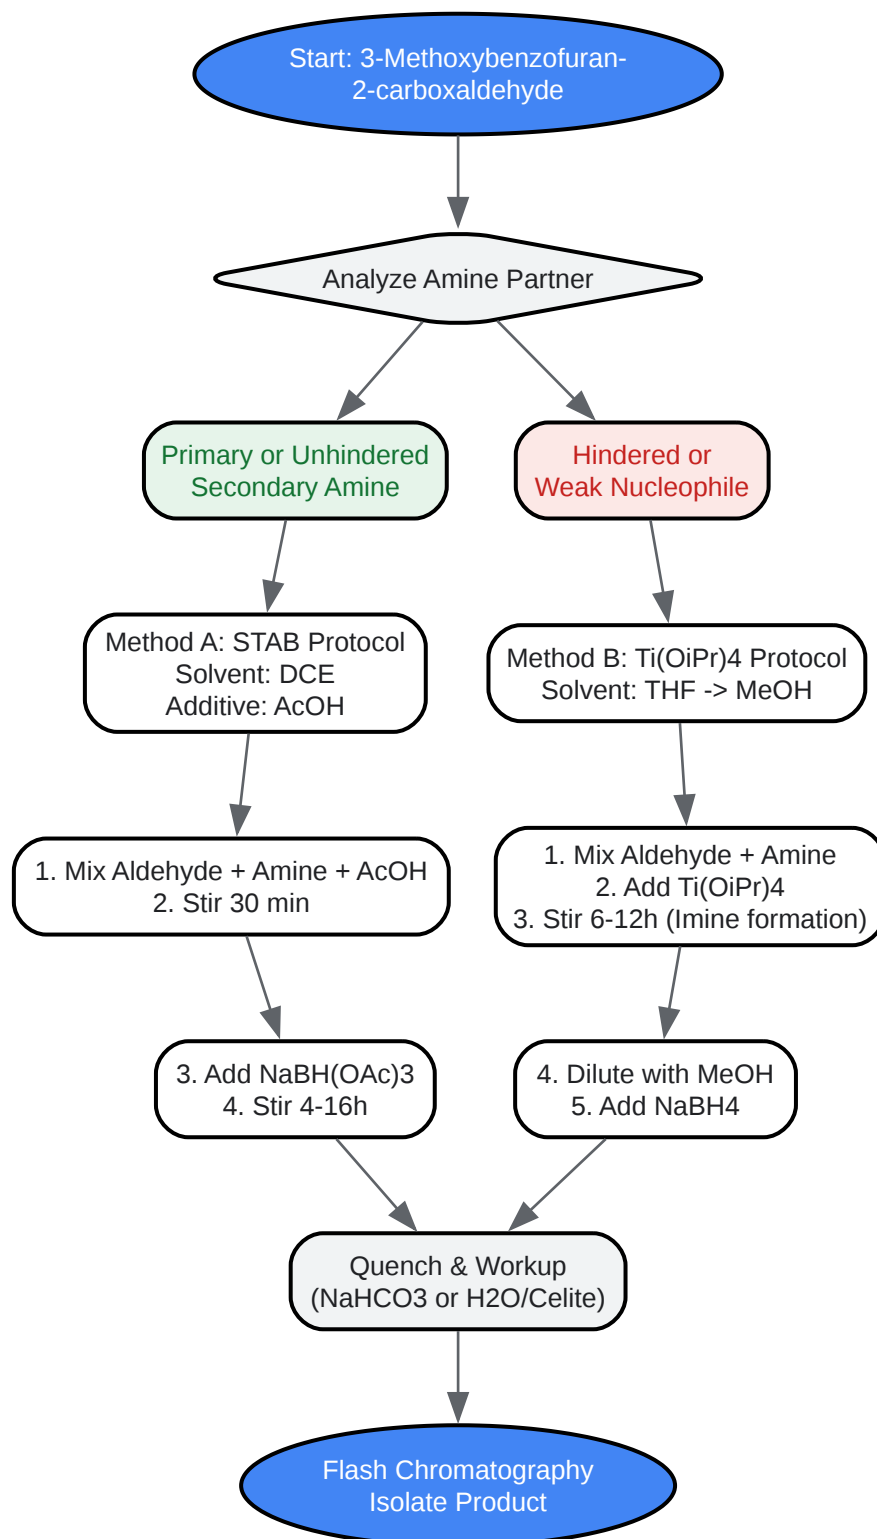 Start: 3-Methoxybenzofuran-
2-carboxaldehyde
Analyze Amine Partner
Primary or Unhindered
Secondary Amine
Hindered or
Weak Nucleophile
Method A: STAB Protocol
Solvent: DCE
Additive: AcOH
Method B: Ti(OiPr)4 Protocol
Solvent: THF -> MeOH
1. Mix Aldehyde + Amine + AcOH
2. Stir 30 min
1. Mix Aldehyde + Amine
2. Add Ti(OiPr)4
3. Stir 6-12h (Imine formation)
3. Add NaBH(OAc)3
4. Stir 4-16h
4. Dilute with MeOH
5. Add NaBH4
Quench & Workup
(NaHCO3 or H2O/Celite)
Flash Chromatography
Isolate Product